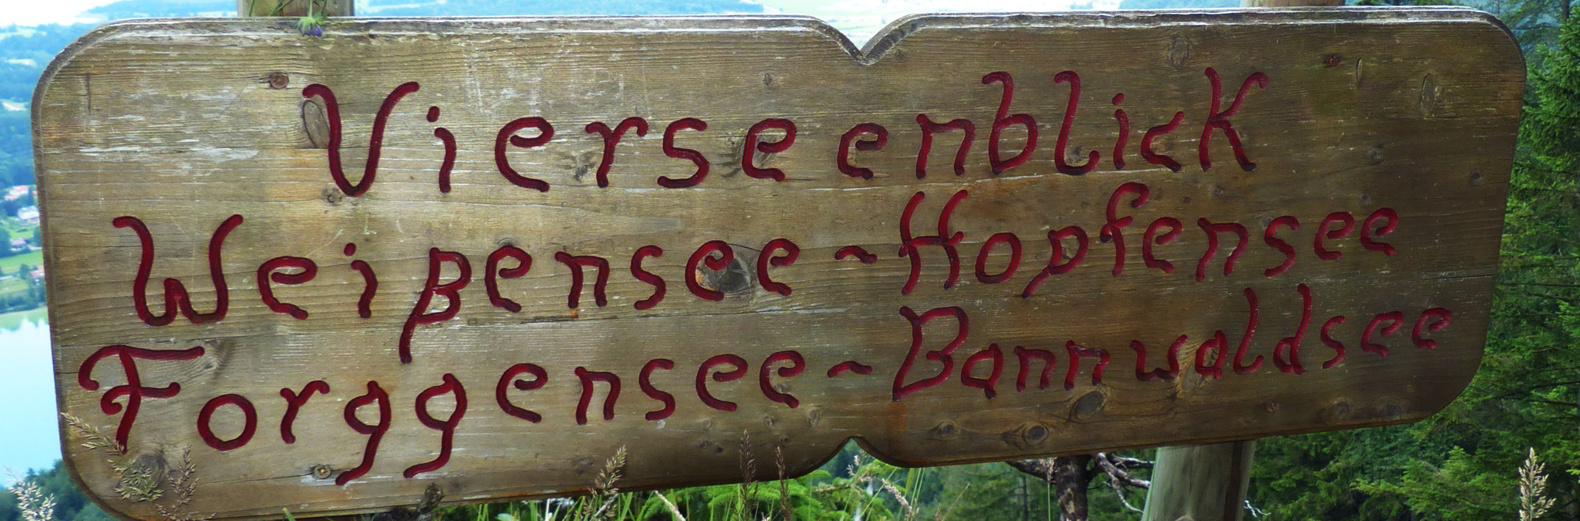 Vierseenblick
Weißensee ~ Hopfensee
Forggensee ~ Bannwaldsee